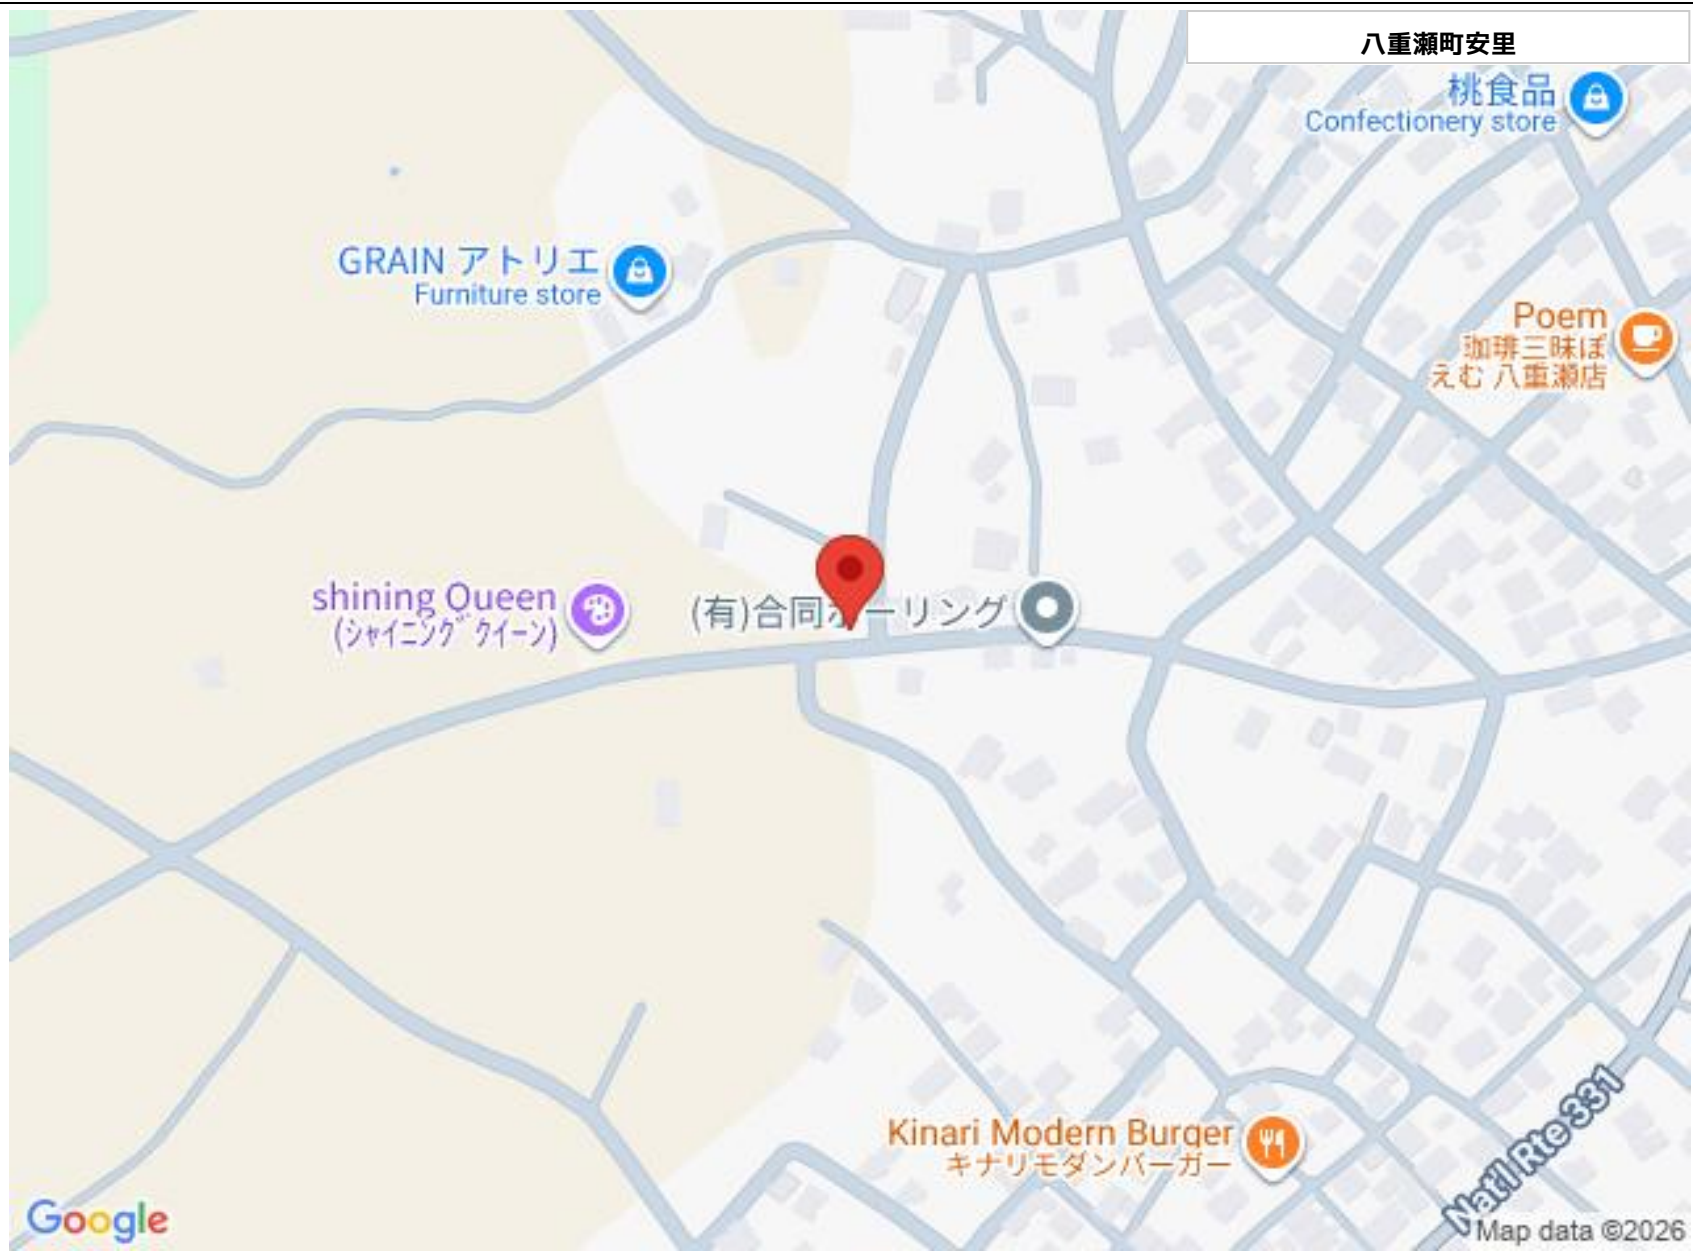 八重瀬町安里
桃食品
Confectionery store
GRAIN アトリエ
Furniture store
Poem
珈琲三昧ぽ
えむ 八重瀬店
shining Queen
(シャイニングクイーン)
(有)合同ボーリング
Kinari Modern Burger
キナリモダンバーガー
Nat'l Rte 331
Google
Map data ©2026